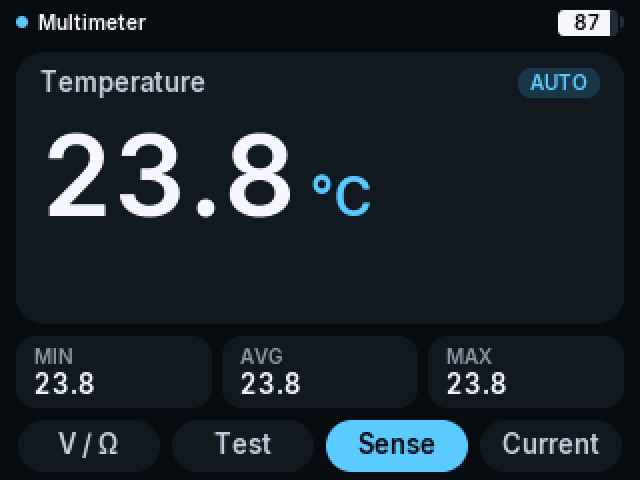 Multimeter
87
Temperature
AUTO
23.8 °C
MIN
23.8
AVG
23.8
MAX
23.8
V / Ω
Test
Sense
Current